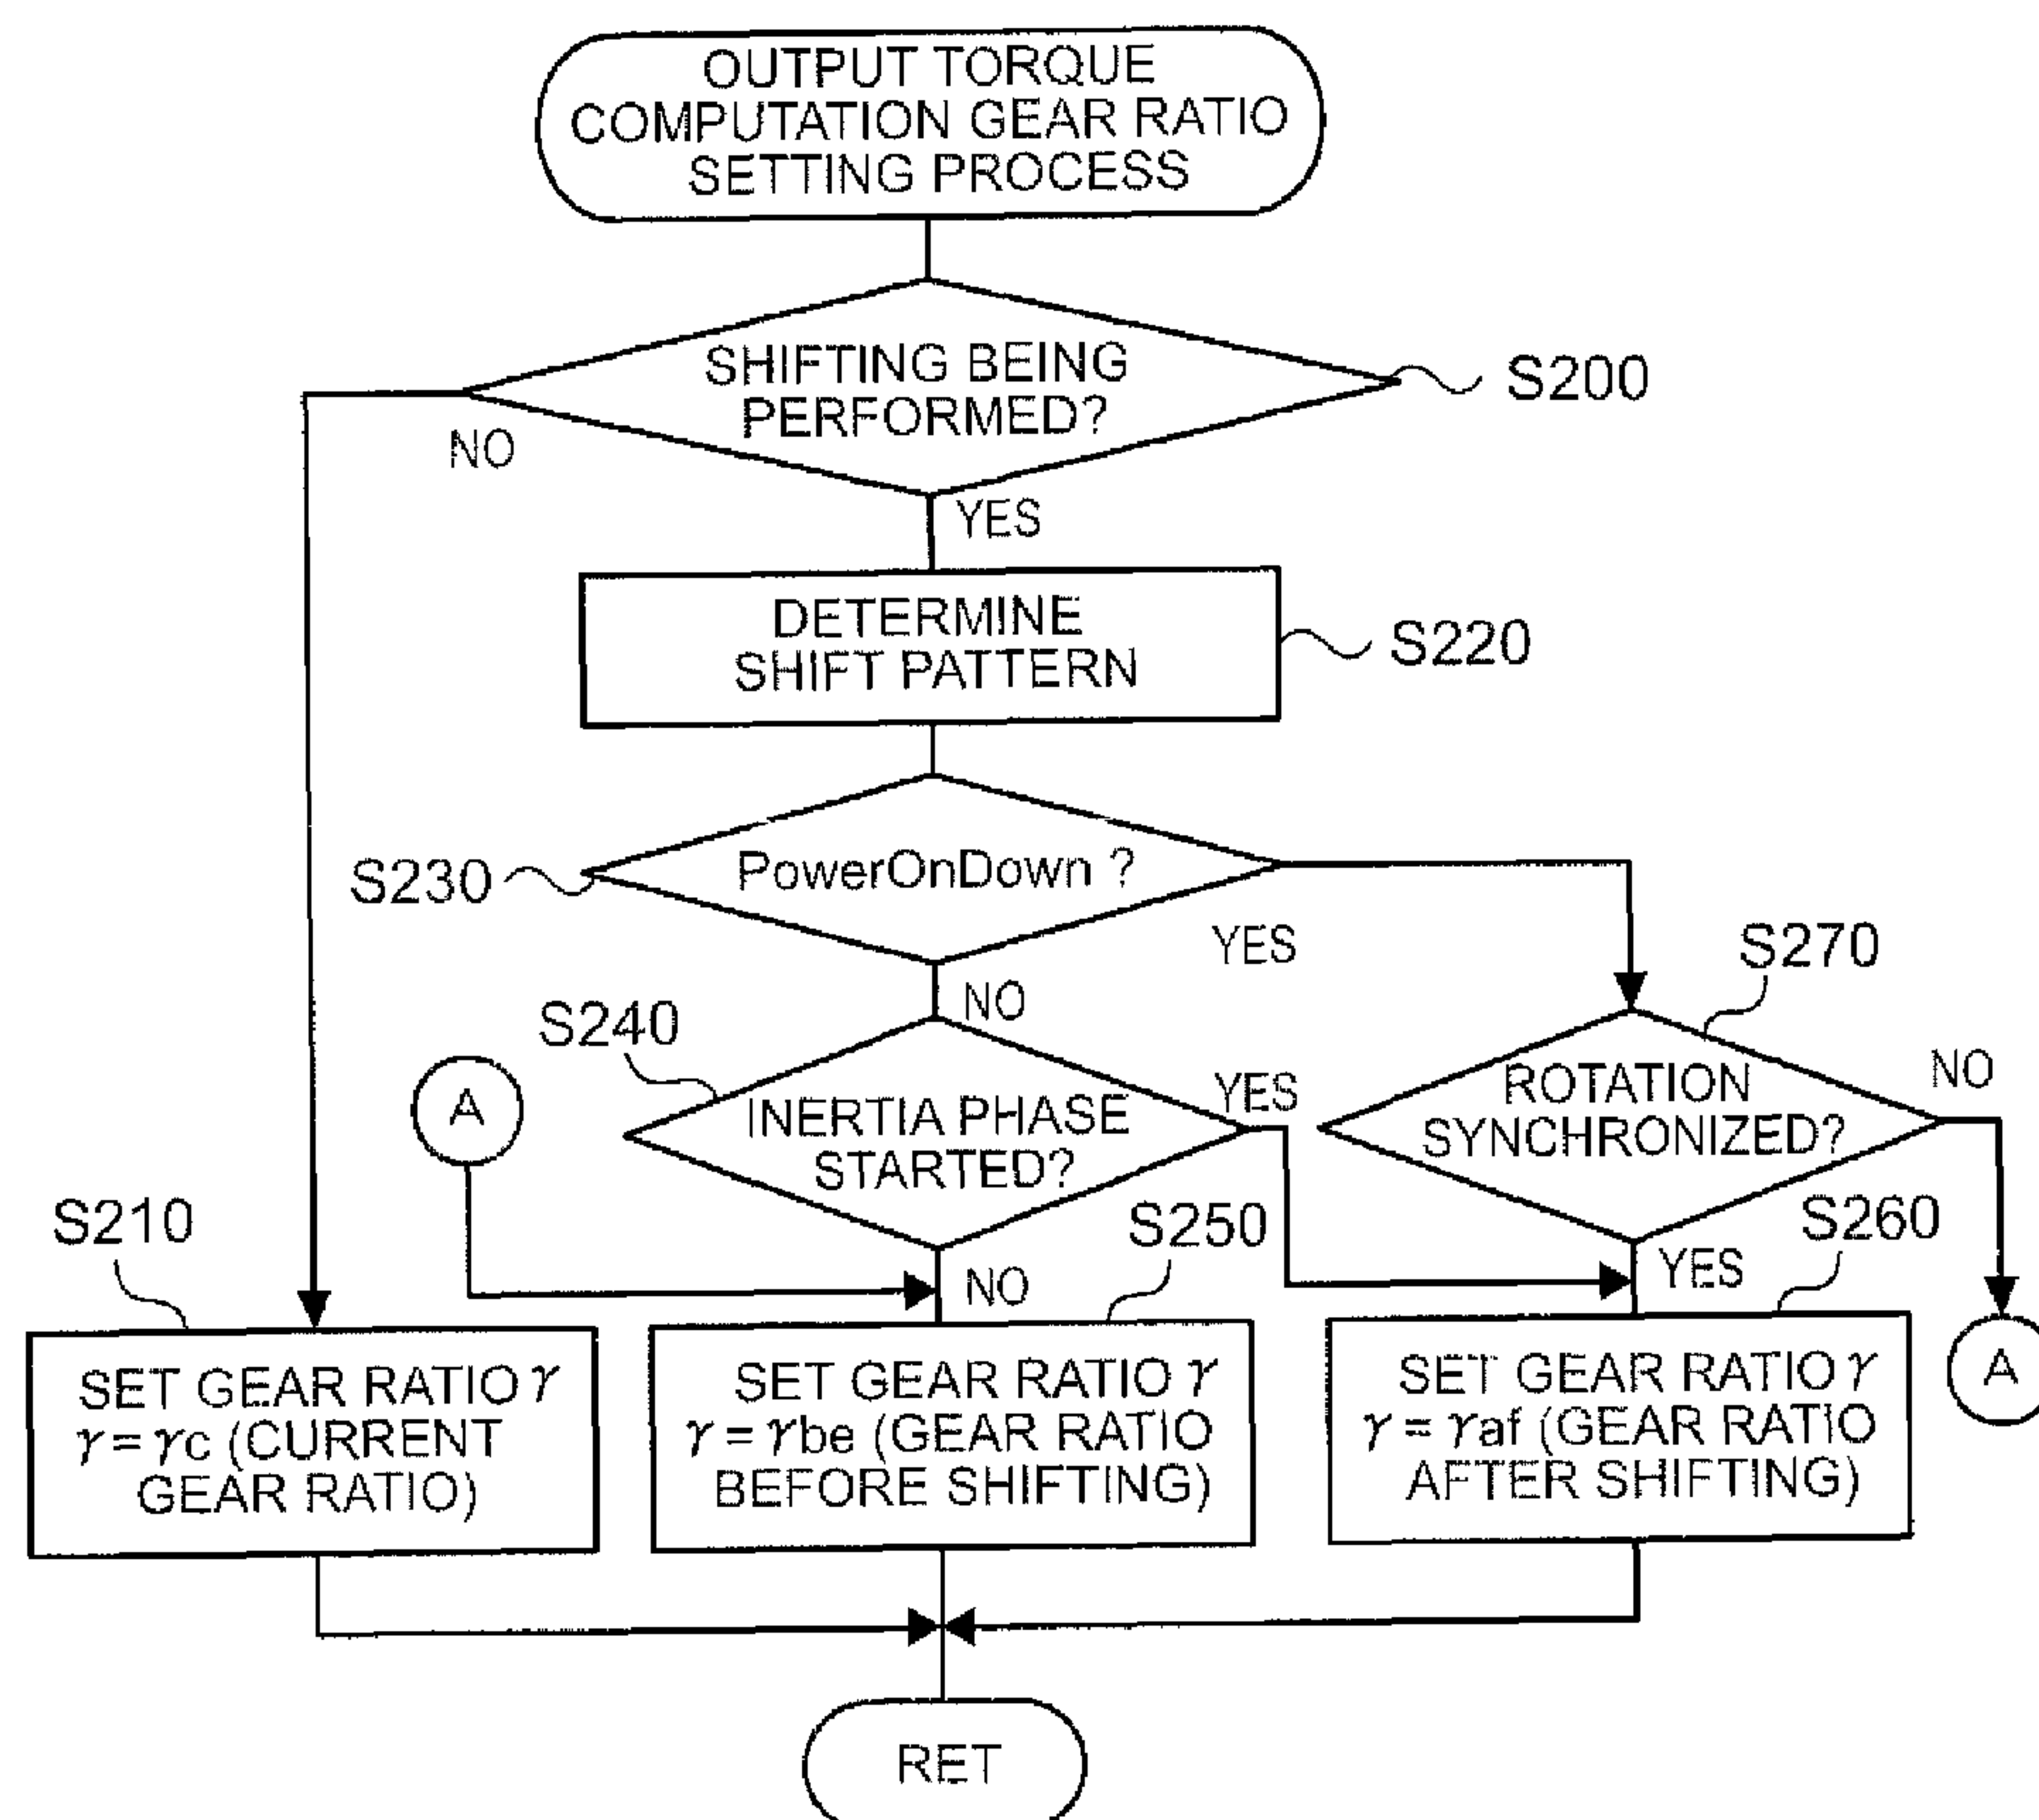 OUTPUT TORQUE
COMPUTATION GEAR RATIO
SETTING PROCESS
SHIFTING BEING
PERFORMED?
S200
NO
YES
DETERMINE
SHIFT PATTERN
S220
S230
PowerOnDown ?
YES
NO
S270
S240
A
INERTIA PHASE
STARTED?
YES
ROTATION
SYNCHRONIZED?
NO
S210
NO
S250
YES
S260
SET GEAR RATIO γ
γ = γc (CURRENT
GEAR RATIO)
SET GEAR RATIO γ
γ = γbe (GEAR RATIO
BEFORE SHIFTING)
SET GEAR RATIO γ
γ = γaf (GEAR RATIO
AFTER SHIFTING)
A
RET